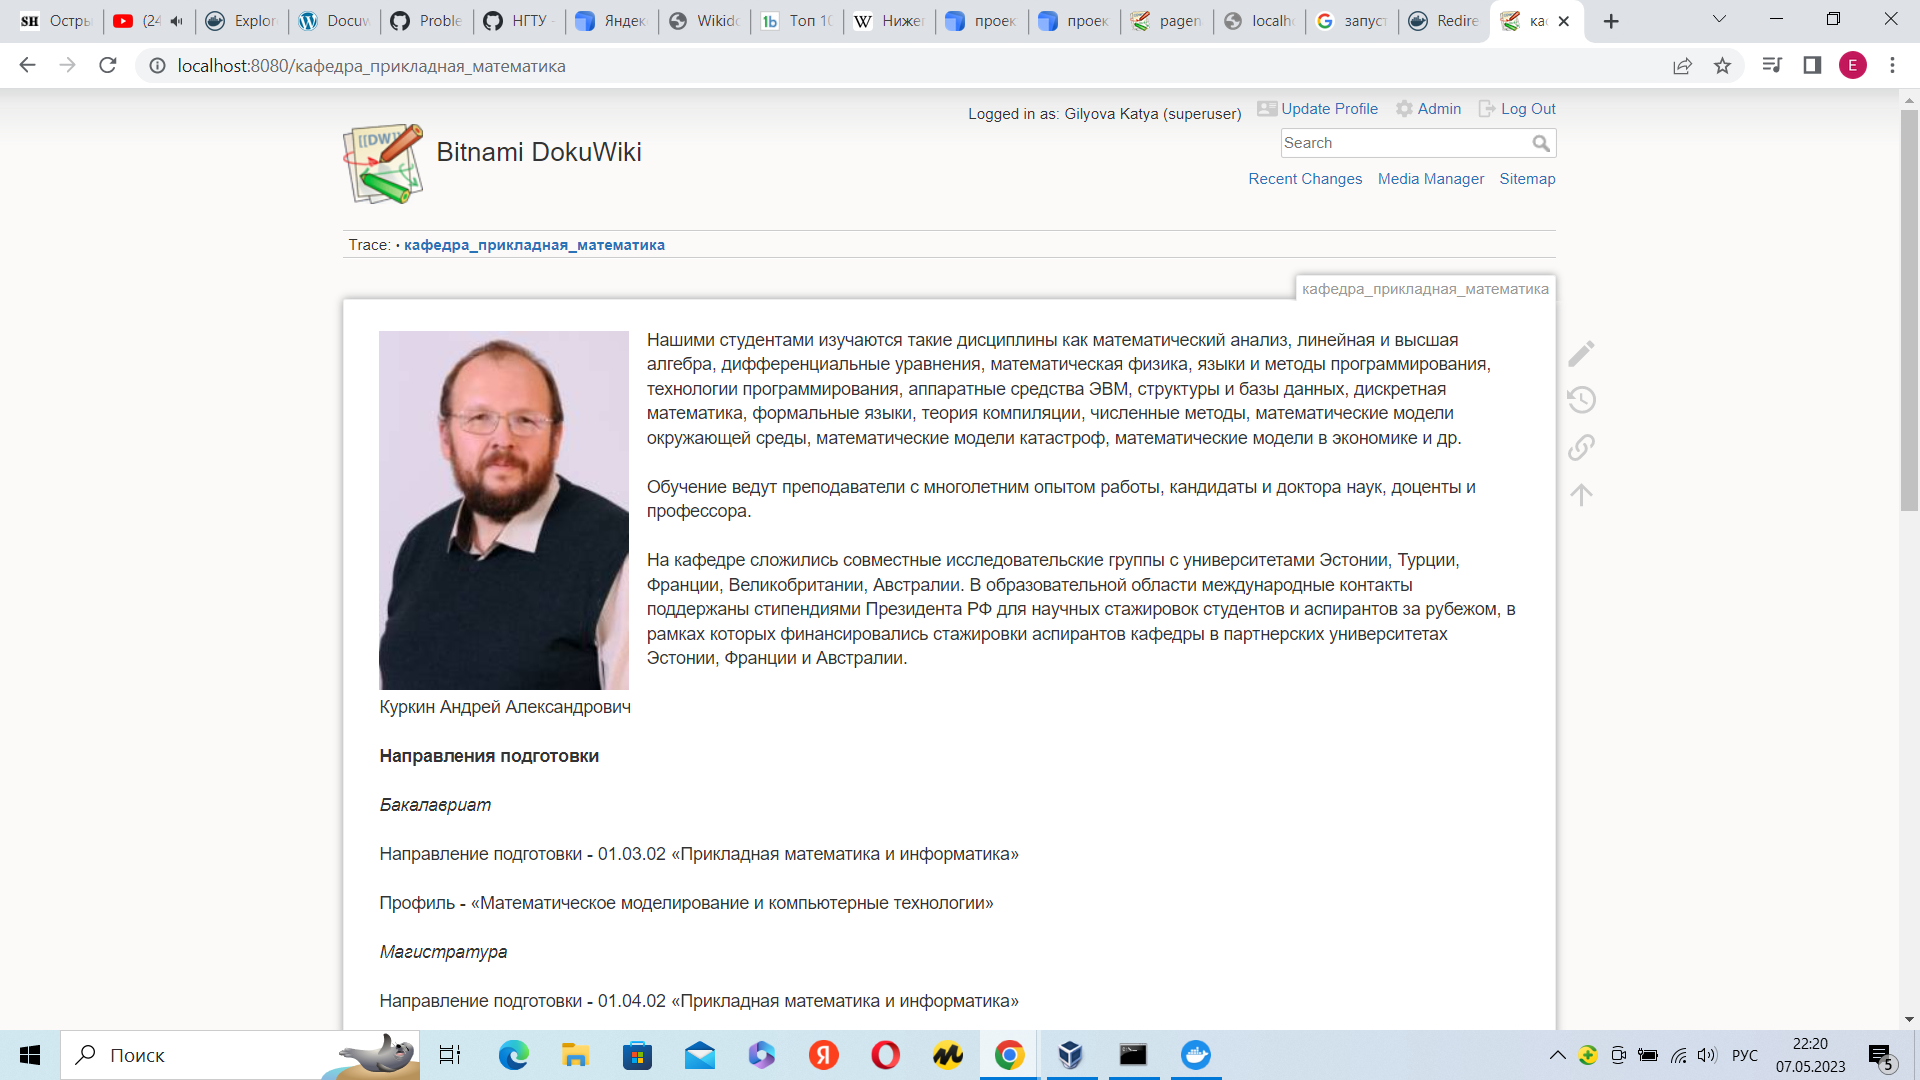 SH Остры
(24
Explor
Docuw
Proble
НГТУ -
Яндек
Wikidо
1b Топ 10
W Нижег
проек
проек
pagen
localho
запуст
Redire
ка
localhost:8080/кафедра_прикладная_математика
E
Logged in as: Gilyova Katya (superuser) Update Profile Admin Log Out
[[DW]]
Bitnami DokuWiki
Search
Recent Changes Media Manager Sitemap
Trace: • кафедра_прикладная_математика
кафедра_прикладная_математика
Нашими студентами изучаются такие дисциплины как математический анализ, линейная и высшая
алгебра, дифференциальные уравнения, математическая физика, языки и методы программирования,
технологии программирования, аппаратные средства ЭВМ, структуры и базы данных, дискретная
математика, формальные языки, теория компиляции, численные методы, математические модели
окружающей среды, математические модели катастроф, математические модели в экономике и др.
Обучение ведут преподаватели с многолетним опытом работы, кандидаты и доктора наук, доценты и
профессора.
На кафедре сложились совместные исследовательские группы с университетами Эстонии, Турции,
Франции, Великобритании, Австралии. В образовательной области международные контакты
поддержаны стипендиями Президента РФ для научных стажировок студентов и аспирантов за рубежом, в
рамках которых финансировались стажировки аспирантов кафедры в партнерских университетах
Эстонии, Франции и Австралии.
Куркин Андрей Александрович
Направления подготовки
Бакалавриат
Направление подготовки - 01.03.02 «Прикладная математика и информатика»
Профиль - «Математическое моделирование и компьютерные технологии»
Магистратура
Направление подготовки - 01.04.02 «Прикладная математика и информатика»
Поиск
Я
РУС
22:20
07.05.2023
5